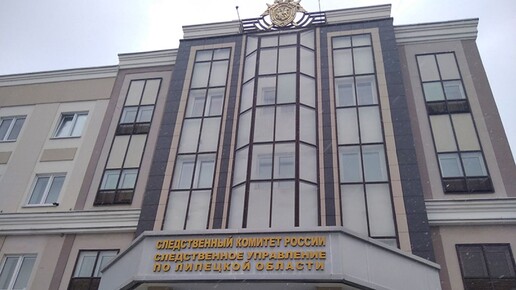 СЛЕДСТВЕННЫЙ КОМИТЕТ РОССИИ
СЛЕДСТВЕННОЕ УПРАВЛЕНИЕ
ПО ЛИПЕЦКОЙ ОБЛАСТИ